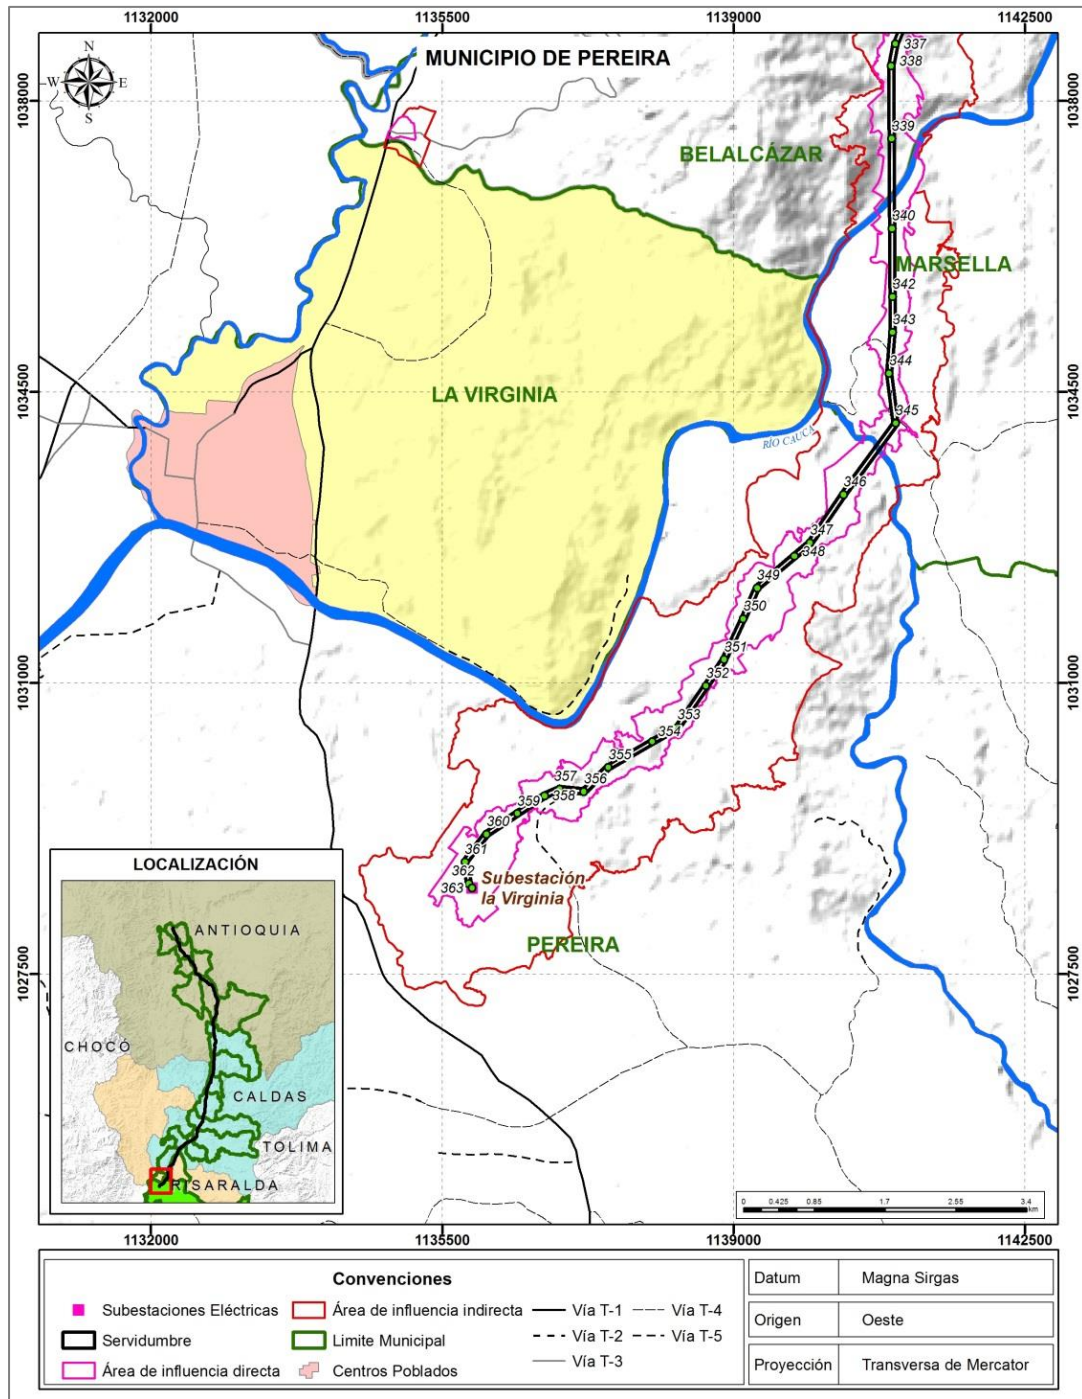 1132000
1135500
1139000
1142500
MUNICIPIO DE PEREIRA
N
W
E
S
1038000
1038000
337
338
339
BELALCÁZAR
340
MARSELLA
342
343
344
1034500
1034500
LA VIRGINIA
345
RÍO CAUCA
346
347
348
349
350
351
1031000
1031000
352
353
354
355
357
356
358
359
360
361
362
363
Subestación
la Virginia
PEREIRA
1027500
1027500
LOCALIZACIÓN
ANTIOQUIA
CHOCÓ
CALDAS
TOLIMA
RISARALDA
0 0.425 0.85 1.7 2.55 3.4
km
1132000
1135500
1139000
1142500
Convenciones
Subestaciones Eléctricas
Área de influencia indirecta
Vía T-1
Vía T-4
Servidumbre
Limite Municipal
Vía T-2
Vía T-5
Área de influencia directa
Centros Poblados
Vía T-3
Datum Magna Sirgas
Origen Oeste
Proyección Transversa de Mercator